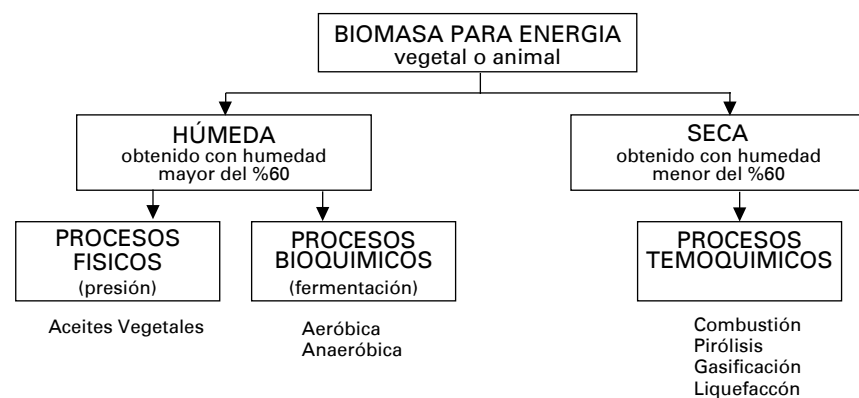 BIOMASA PARA ENERGIA
vegetal o animal
HÚMEDA
obtenido con humedad
mayor del %60
SECA
obtenido con humedad
menor del %60
PROCESOS
FISICOS
(presión)
PROCESOS
BIOQUIMICOS
(fermentación)
PROCESOS
TEMOQUIMICOS
Aceites Vegetales
Aeróbica
Anaeróbica
Combustión
Pirólisis
Gasificación
Liquefaccón